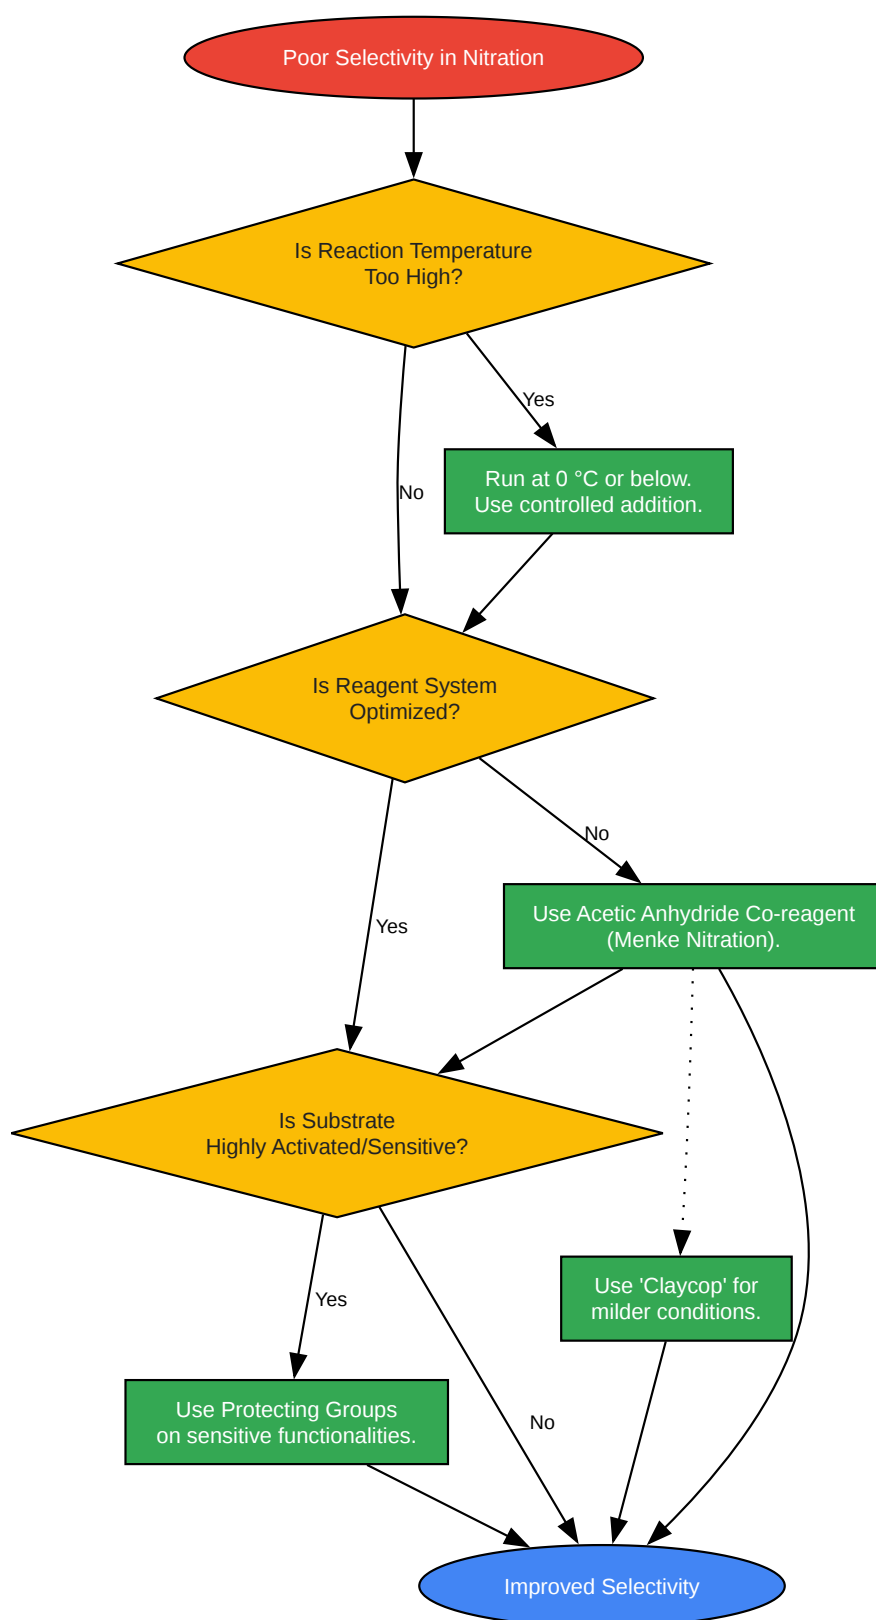 Poor Selectivity in Nitration
Is Reaction Temperature
Too High?
Yes
Run at 0 °C or below.
Use controlled addition.
No
Is Reagent System
Optimized?
No
Use Acetic Anhydride Co-reagent
(Menke Nitration).
Yes
Is Substrate
Highly Activated/Sensitive?
Use 'Claycop' for
milder conditions.
Yes
Use Protecting Groups
on sensitive functionalities.
No
Improved Selectivity